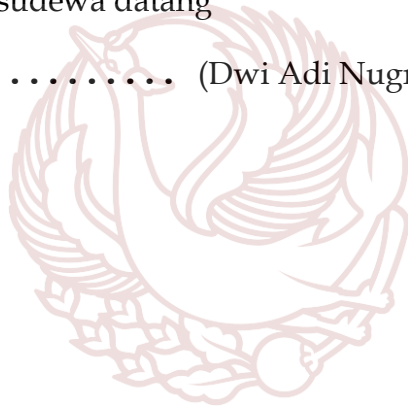 sudewa datang
. . . . . . . . . (Dwi Adi Nugr